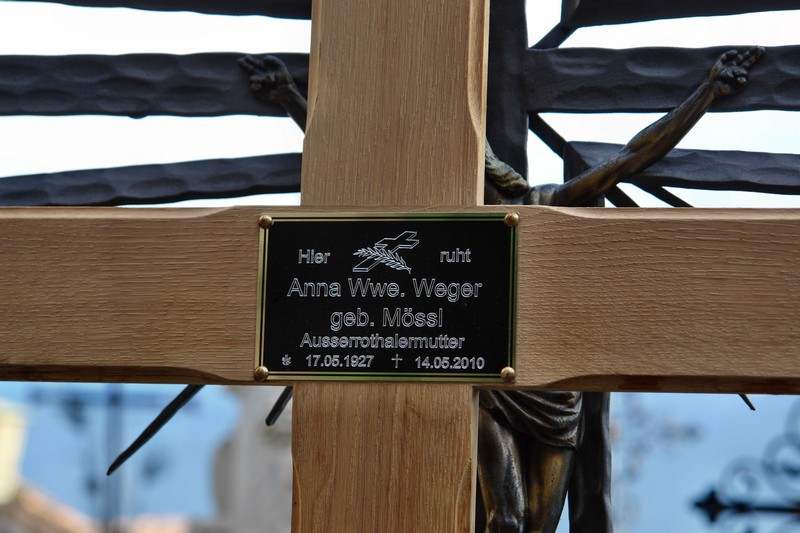 Hier ruht
Anna Wwe. Weger
geb. Mössl
Ausserrothalermutter
17.05.1927 † 14.05.2010